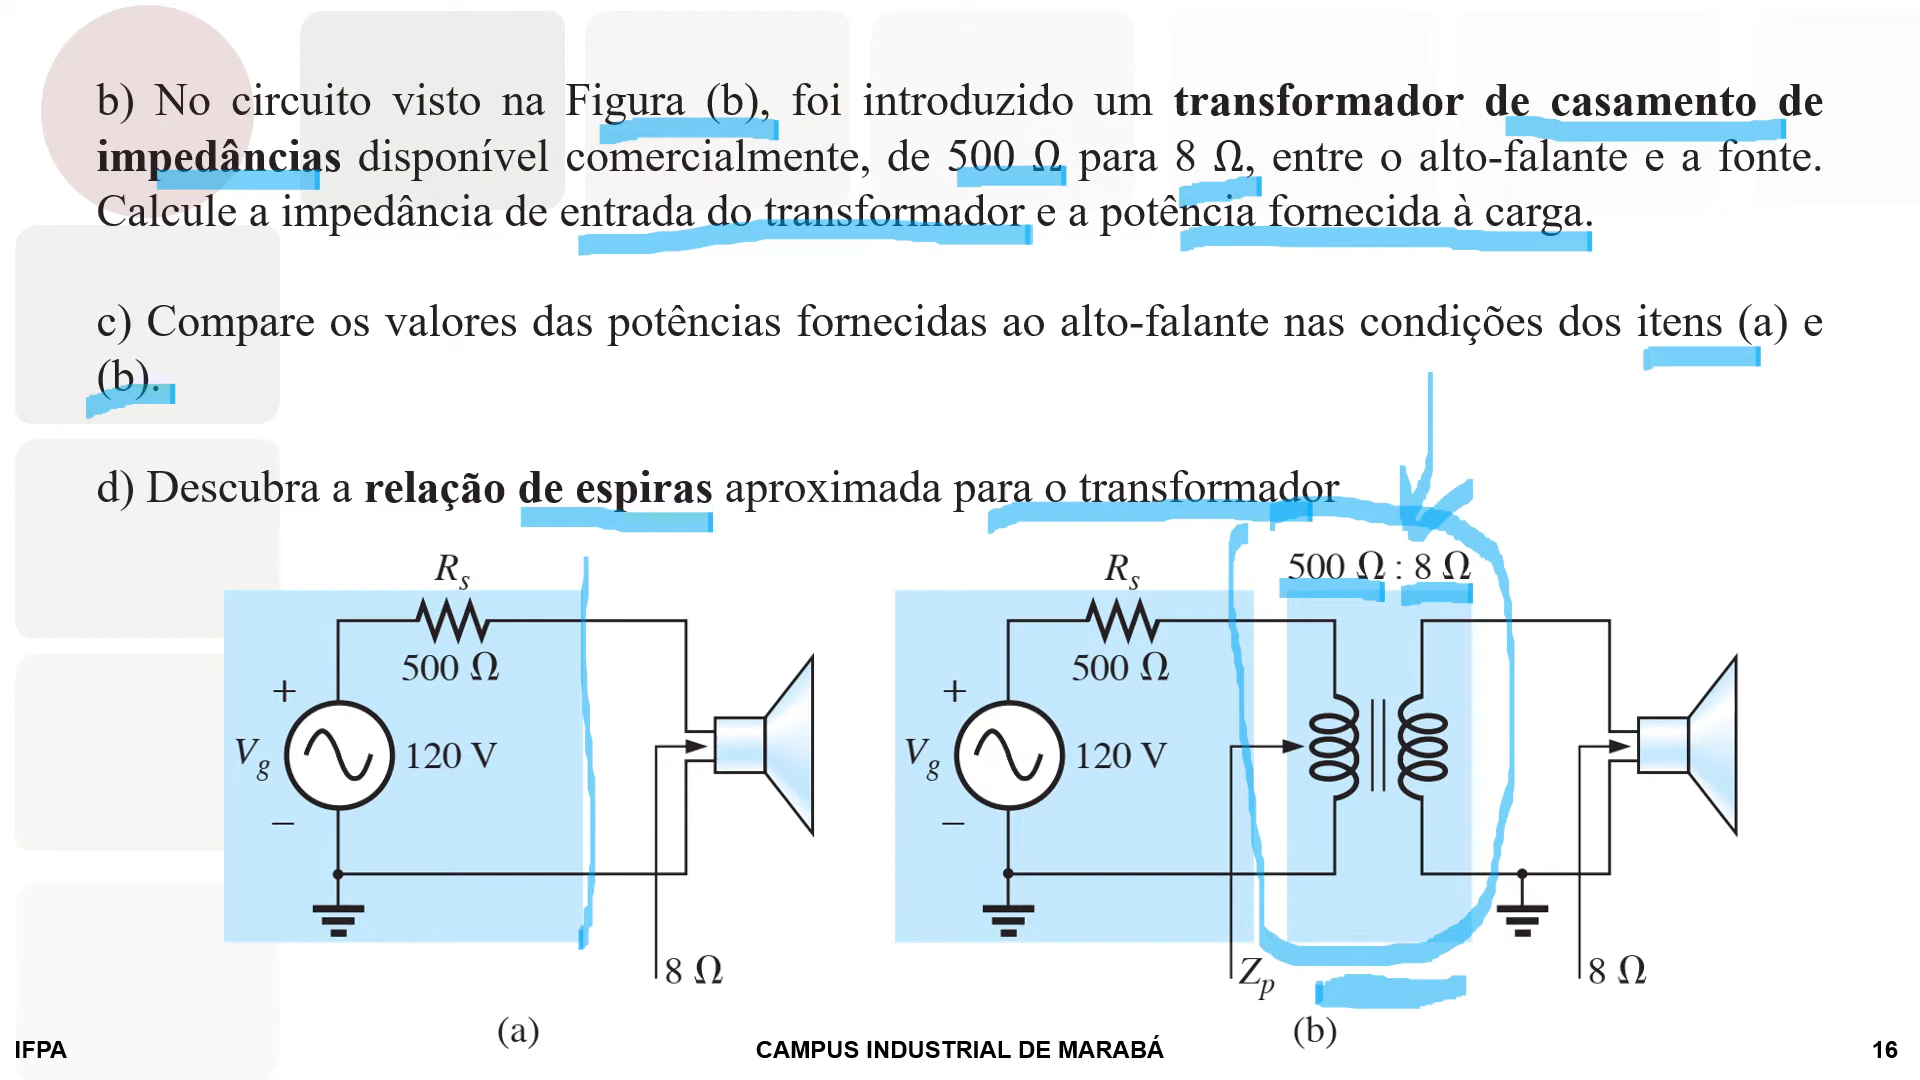 b) No circuito visto na Figura (b), foi introduzido um transformador de casamento de
impedâncias disponível comercialmente, de 500 Ω para 8 Ω, entre o alto-falante e a fonte.
Calcule a impedância de entrada do transformador e a potência fornecida à carga.
c) Compare os valores das potências fornecidas ao alto-falante nas condições dos itens (a) e
(b).
d) Descubra a relação de espiras aproximada para o transformador
Rs
500 Ω
+
Vg
120 V
−
8 Ω
(a)
500 Ω : 8 Ω
Rs
500 Ω
+
Vg
120 V
−
Zp
8 Ω
(b)
IFPA
CAMPUS INDUSTRIAL DE MARABÁ
16